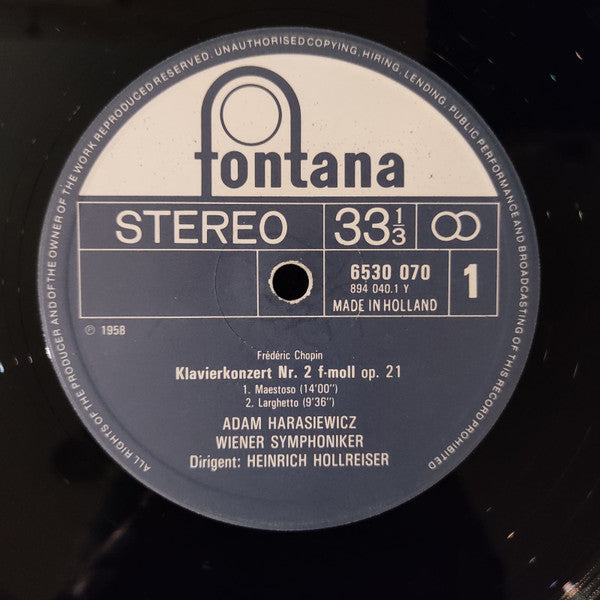 ALL RIGHTS OF THE PRODUCER AND OF THE OWNER OF THE WORK REPRODUCED RESERVED. UNAUTHORISED COPYING, HIRING, LENDING, PUBLIC PERFORMANCE AND BROADCASTING OF THIS RECORD PROHIBITED
fontana
STEREO 33⅓
6530 070
894 040.1 Y
MADE IN HOLLAND
1
℗ 1958
Frédéric Chopin
Klavierkonzert Nr. 2 f-moll op. 21
1. Maestoso (14'00")
2. Larghetto (9'36")
ADAM HARASIEWICZ
WIENER SYMPHONIKER
Dirigent: HEINRICH HOLLREISER